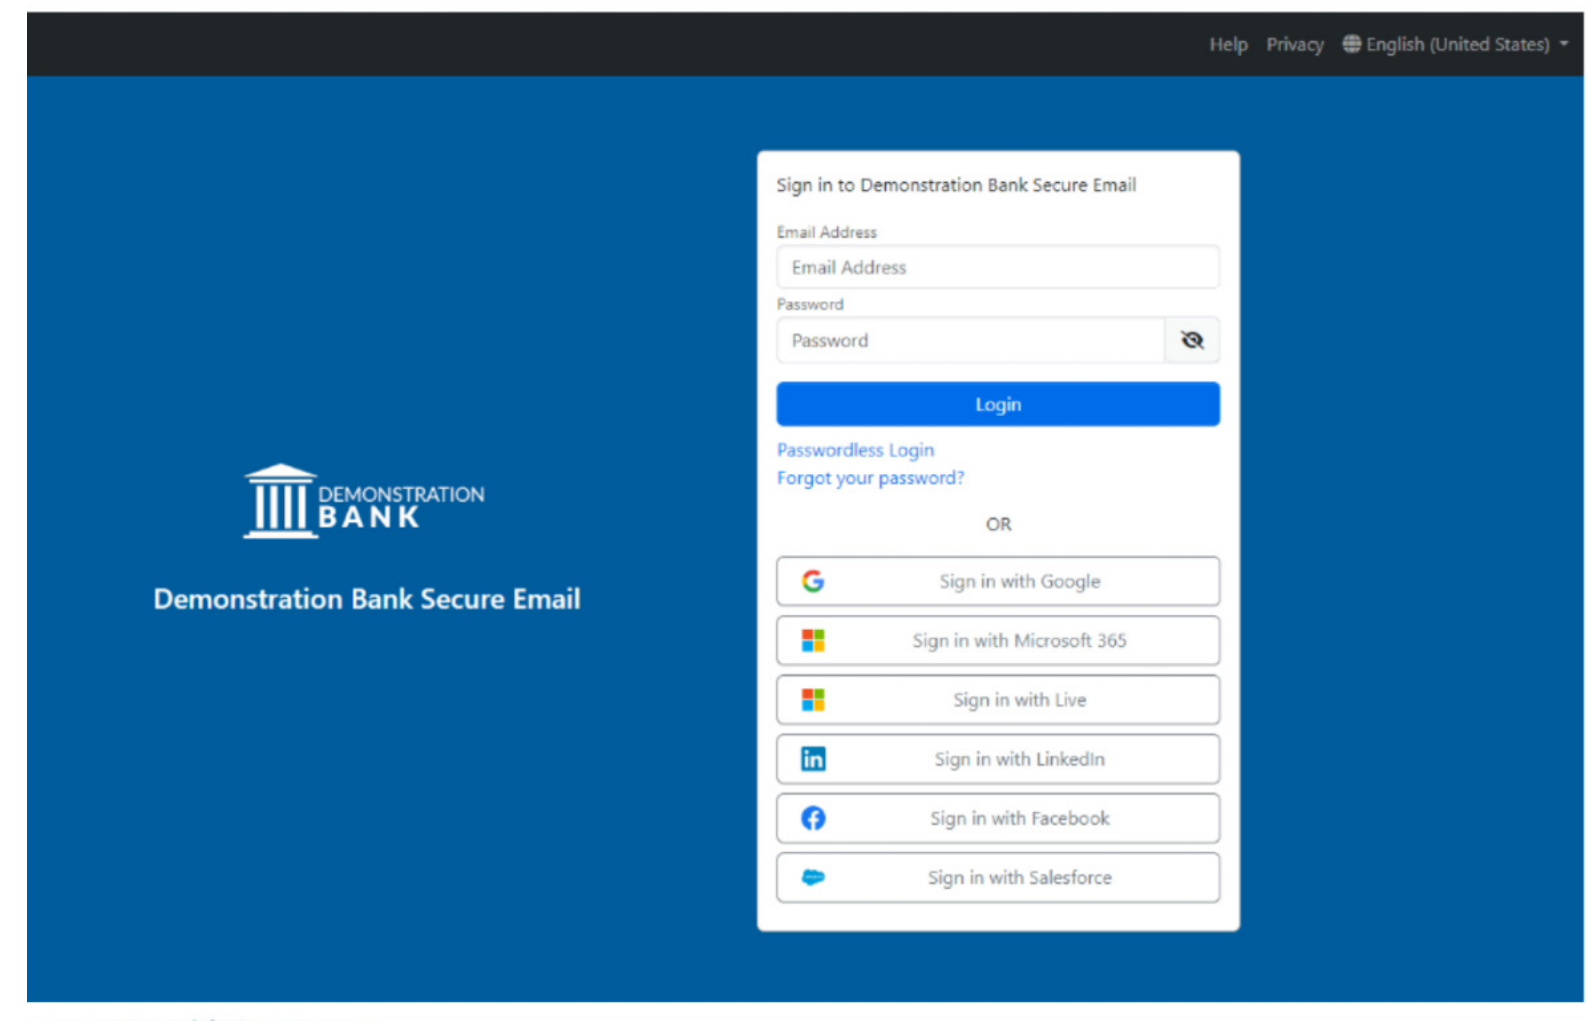 Help Privacy English (United States)
Sign in to Demonstration Bank Secure Email
Email Address
Email Address
Password
Password
Login
Passwordless Login
Forgot your password?
OR
Sign in with Google
Sign in with Microsoft 365
Sign in with Live
in Sign in with LinkedIn
Sign in with Facebook
Sign in with Salesforce
DEMONSTRATION
BANK
Demonstration Bank Secure Email